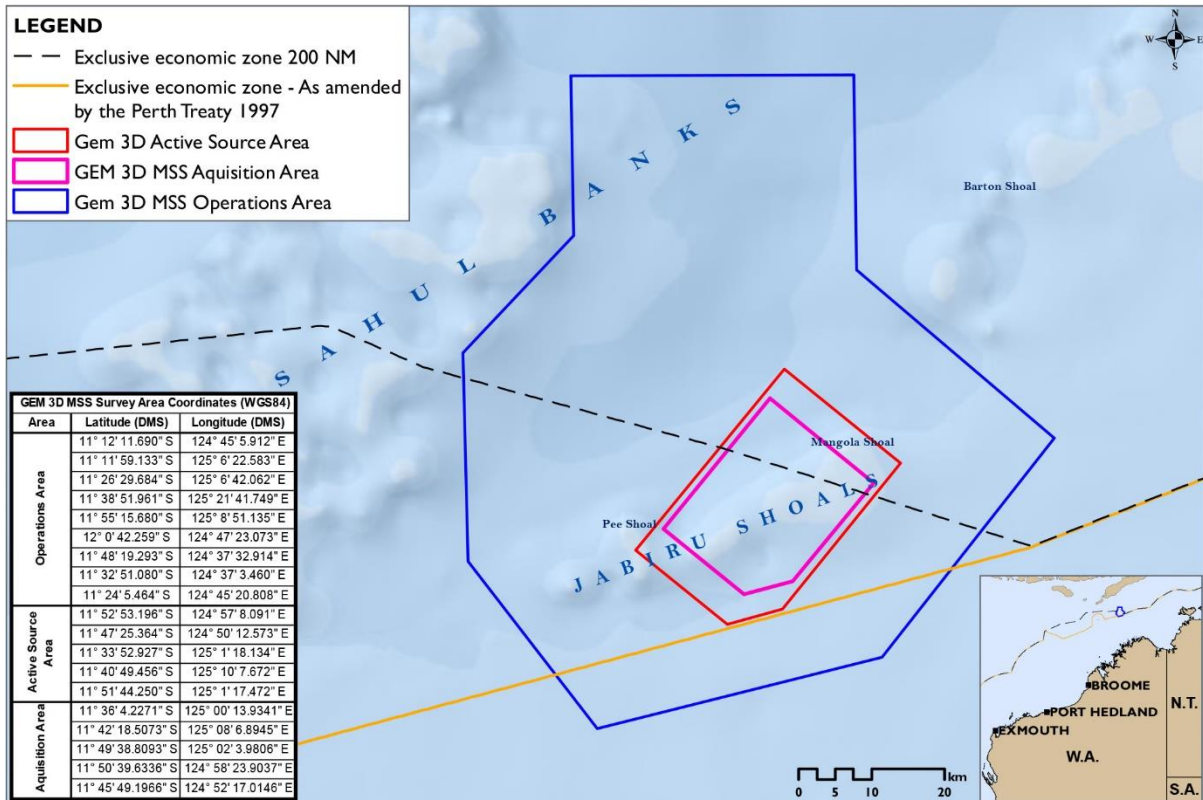 LEGEND
Exclusive economic zone 200 NM
Exclusive economic zone - As amended
by the Perth Treaty 1997
Gem 3D Active Source Area
GEM 3D MSS Aquisition Area
Gem 3D MSS Operations Area
N
W E
S
SAHUL BANKS
Barton Shoal
Mangola Shoal
Pee Shoal
JABIRU SHOALS
GEM 3D MSS Survey Area Coordinates (WGS84)
Area Latitude (DMS) Longitude (DMS)
Operations Area
11° 12' 11.690" S 124° 45' 5.912" E
11° 11' 59.133" S 125° 6' 22.583" E
11° 26' 29.684" S 125° 6' 42.062" E
11° 38' 51.961" S 125° 21' 41.749" E
11° 55' 15.680" S 125° 8' 51.135" E
12° 0' 42.259" S 124° 47' 23.073" E
11° 48' 19.293" S 124° 37' 32.914" E
11° 32' 51.080" S 124° 37' 3.460" E
11° 24' 5.464" S 124° 45' 20.808" E
Active Source
Area
11° 52' 53.196" S 124° 57' 8.091" E
11° 47' 25.364" S 124° 50' 12.573" E
11° 33' 52.927" S 125° 1' 18.134" E
11° 40' 49.456" S 125° 10' 7.672" E
11° 51' 44.250" S 125° 1' 17.472" E
Aquisition Area
11° 36' 4.2271" S 125° 00' 13.9341" E
11° 42' 18.5073" S 125° 08' 6.8945" E
11° 49' 38.8093" S 125° 02' 3.9806" E
11° 50' 39.6336" S 124° 58' 23.9037" E
11° 45' 49.1966" S 124° 52' 17.0146" E
km
0 5 10 20
BROOME
PORT HEDLAND
EXMOUTH
N.T.
W.A.
S.A.